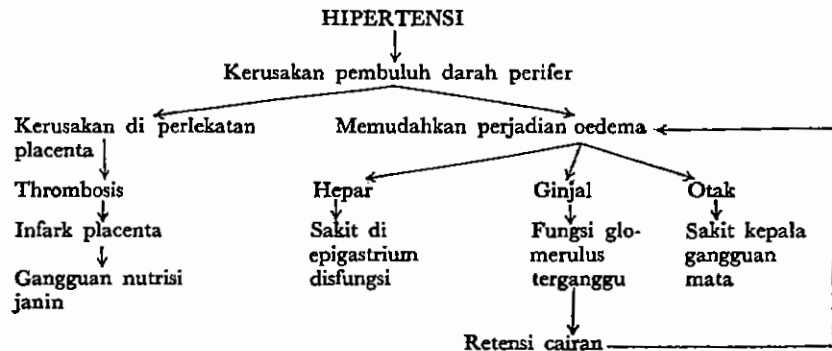 HIPERTENSI
Kerusakan pembuluh darah perifer
Kerusakan di perlekatan
placenta
Memudahkan perjadian oedema
Thrombosis
Infark placenta
Gangguan nutrisi
janin
Hepar
Sakit di
epigastrium
disfungsi
Ginjal
Fungsi glo-
merulus
terganggu
Otak
Sakit kepala
gangguan
mata
Retensi cairan